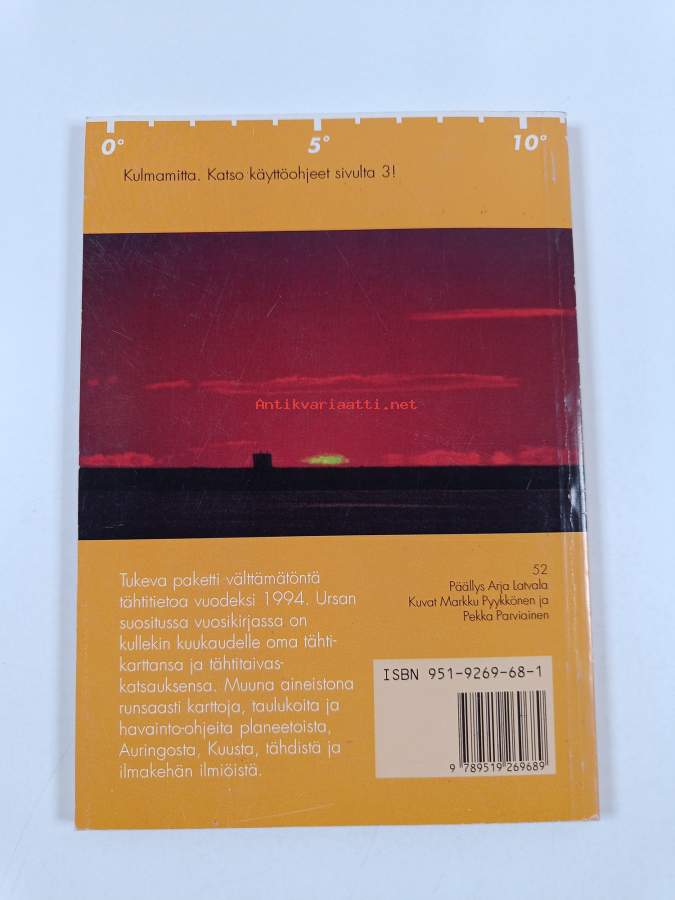 0° 5° 10°
Kulmamitta. Katso käyttöohjeet sivulta 3!
Antikvariaatti.net
Tukeva paketti välttämätöntä
tähtitietoa vuodeksi 1994. Ursan
suositussa vuosikirjassa on
kullekin kuukaudelle oma tähti-
karttansa ja tähtitaivas-
katsauksensa. Muuna aineistona
runsaasti karttoja, taulukoita ja
havainto-ohjeita planeetoista,
Auringosta, Kuusta, tähdistä ja
ilmakehän ilmiöistä.
52
Päällys Arja Latvala
Kuvat Markku Pyykkönen ja
Pekka Parviainen
ISBN 951-9269-68-1
9 789519 269689